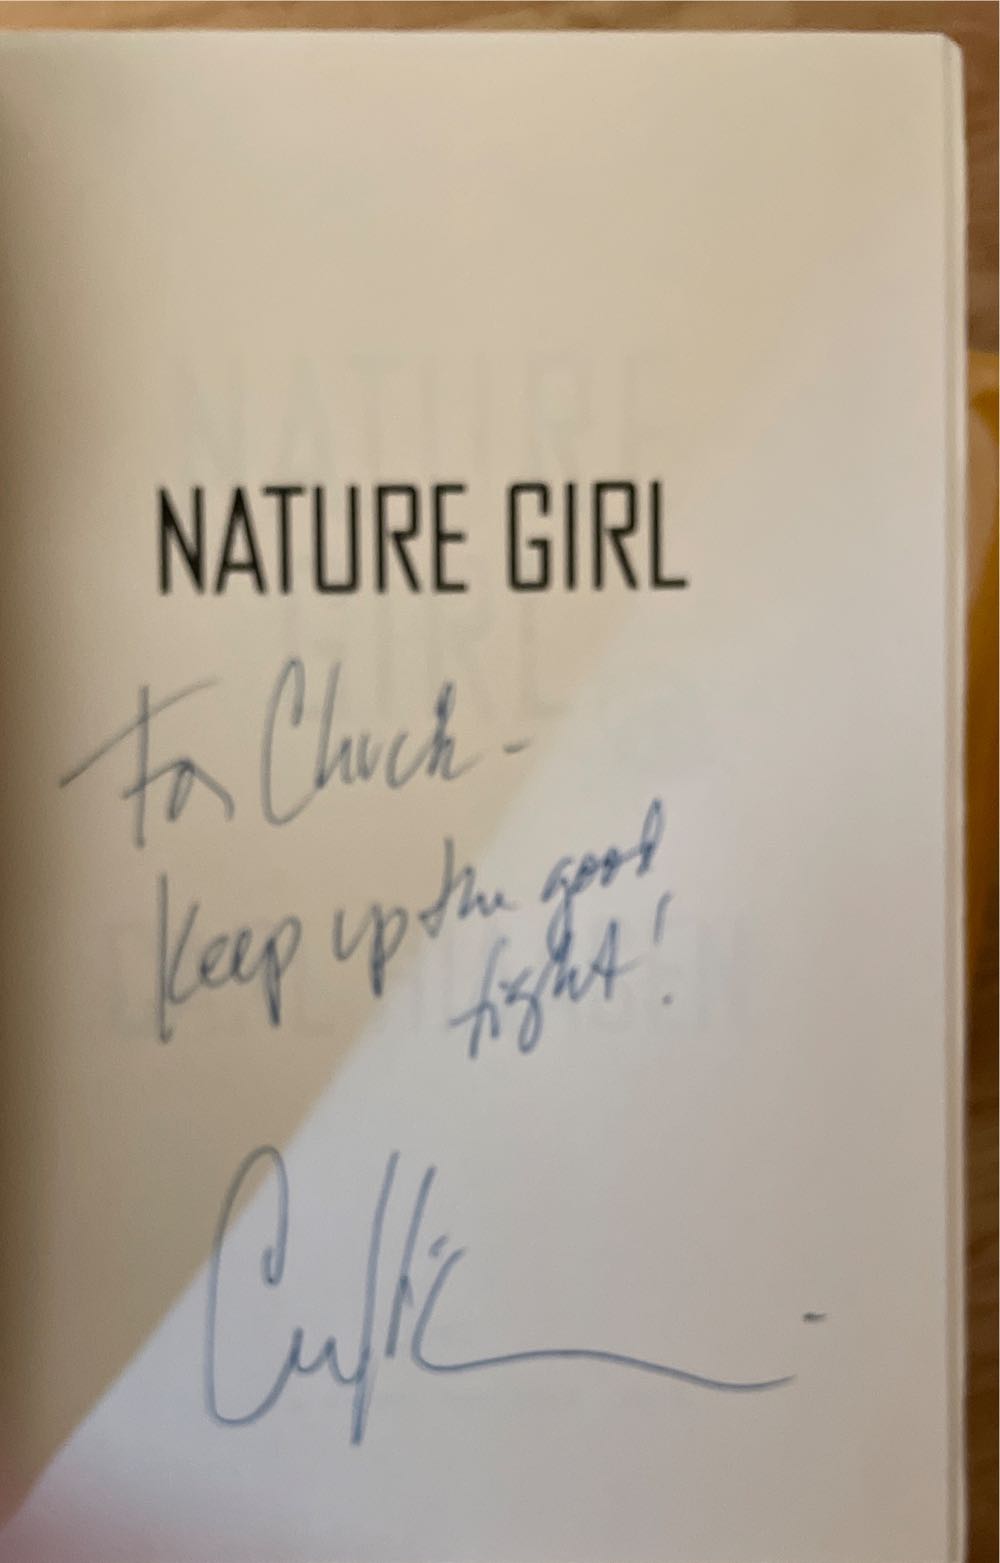 NATURE GIRL
For Chuck -
Keep up the good
fight!